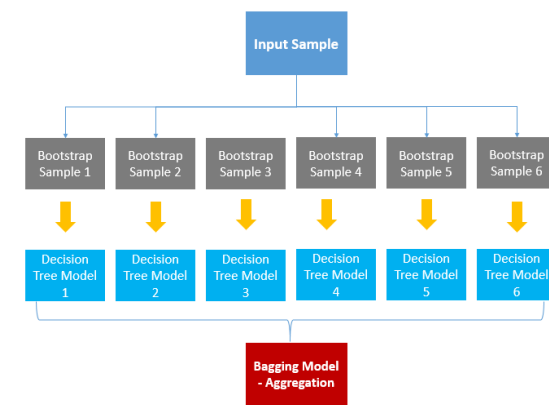 Input Sample
Bootstrap
Sample 1
Bootstrap
Sample 2
Bootstrap
Sample 3
Bootstrap
Sample 4
Bootstrap
Sample 5
Bootstrap
Sample 6
Decision
Tree Model
1
Decision
Tree Model
2
Decision
Tree Model
3
Decision
Tree Model
4
Decision
Tree Model
5
Decision
Tree Model
6
Bagging Model
- Aggregation